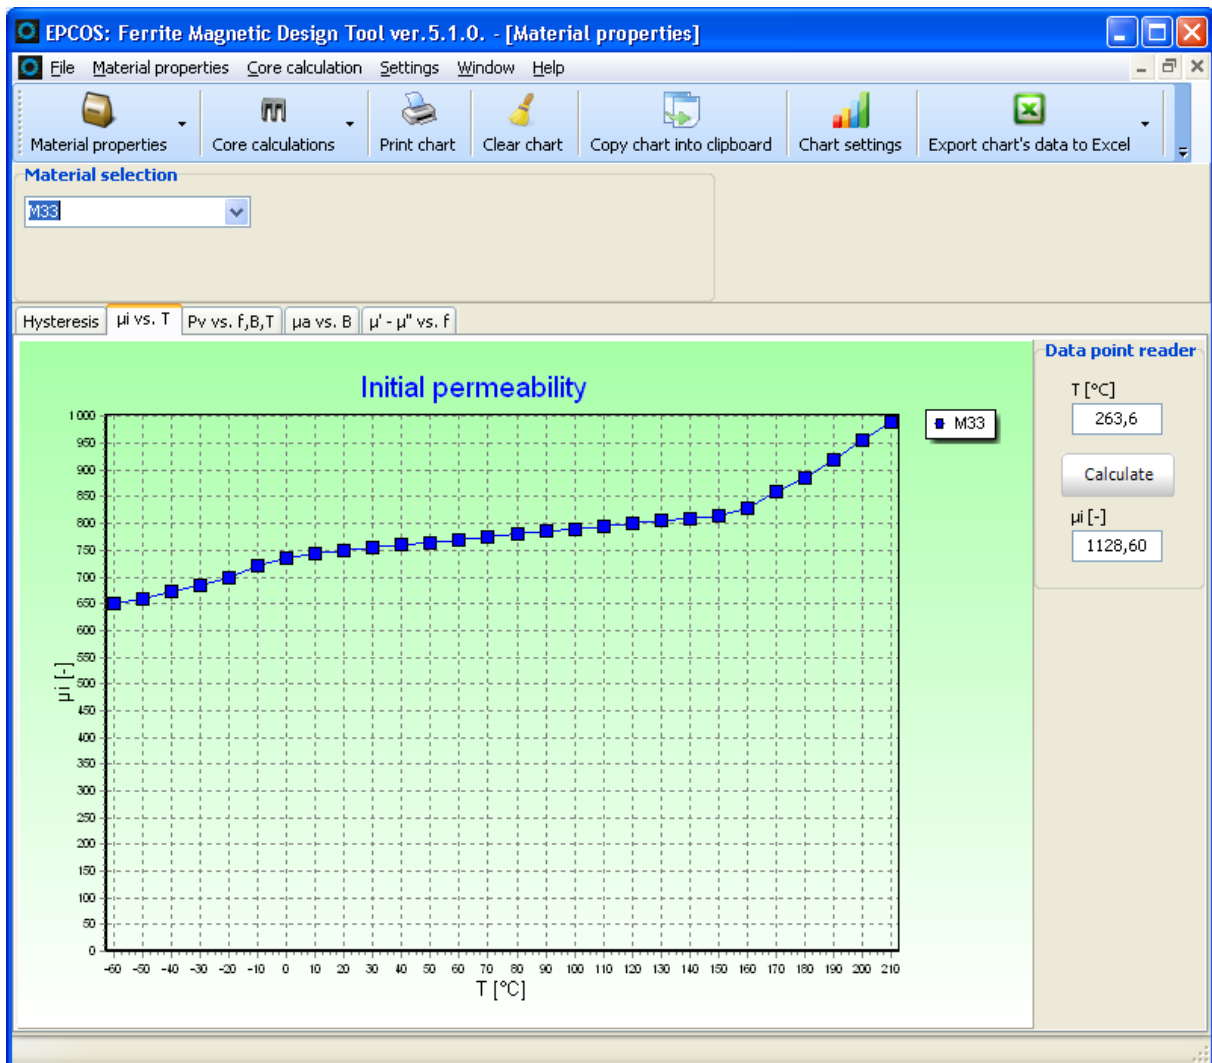 EPCOS: Ferrite Magnetic Design Tool ver.5.1.0. - [Material properties]
File Material properties Core calculation Settings Window Help
Material properties Core calculations Print chart Clear chart Copy chart into clipboard Chart settings Export chart's data to Excel
Material selection
M33
Hysteresis µi vs. T Pv vs. f,B,T µa vs. B µ' - µ" vs. f
Initial permeability
1000
950
900
850
800
750
700
650
600
550
500
450
400
350
300
250
200
150
100
50
0
µi [-]
-60 -50 -40 -30 -20 -10 0 10 20 30 40 50 60 70 80 90 100 110 120 130 140 150 160 170 180 190 200 210
T [°C]
M33
Data point reader
T [°C]
263,6
Calculate
µi [-]
1128,60